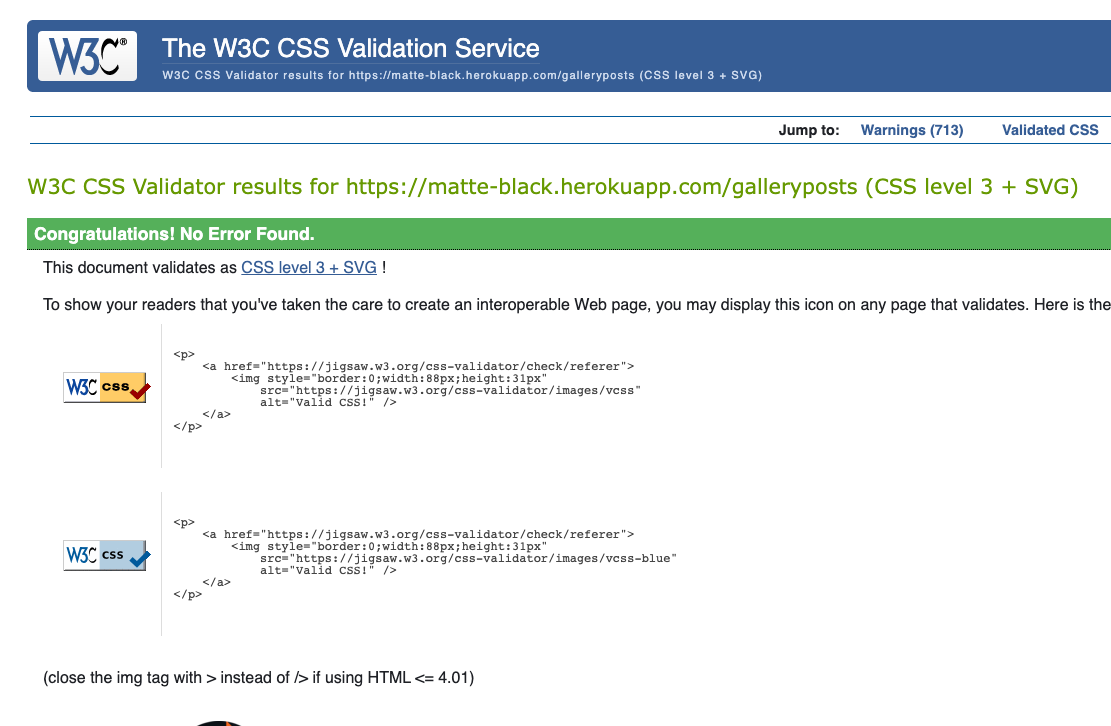 W3C® The W3C CSS Validation Service
W3C CSS Validator results for https://matte-black.herokuapp.com/galleryposts (CSS level 3 + SVG)
Jump to: Warnings (713) Validated CSS
W3C CSS Validator results for https://matte-black.herokuapp.com/galleryposts (CSS level 3 + SVG)
Congratulations! No Error Found.
This document validates as CSS level 3 + SVG !
To show your readers that you've taken the care to create an interoperable Web page, you may display this icon on any page that validates. Here is the
<p>
    <a href="https://jigsaw.w3.org/css-validator/check/referer">
        <img style="border:0;width:88px;height:31px"
            src="https://jigsaw.w3.org/css-validator/images/vcss"
            alt="Valid CSS!" />
    </a>
</p>
W3C css
<p>
    <a href="https://jigsaw.w3.org/css-validator/check/referer">
        <img style="border:0;width:88px;height:31px"
            src="https://jigsaw.w3.org/css-validator/images/vcss-blue"
            alt="Valid CSS!" />
    </a>
</p>
W3C css
(close the img tag with > instead of /> if using HTML <= 4.01)